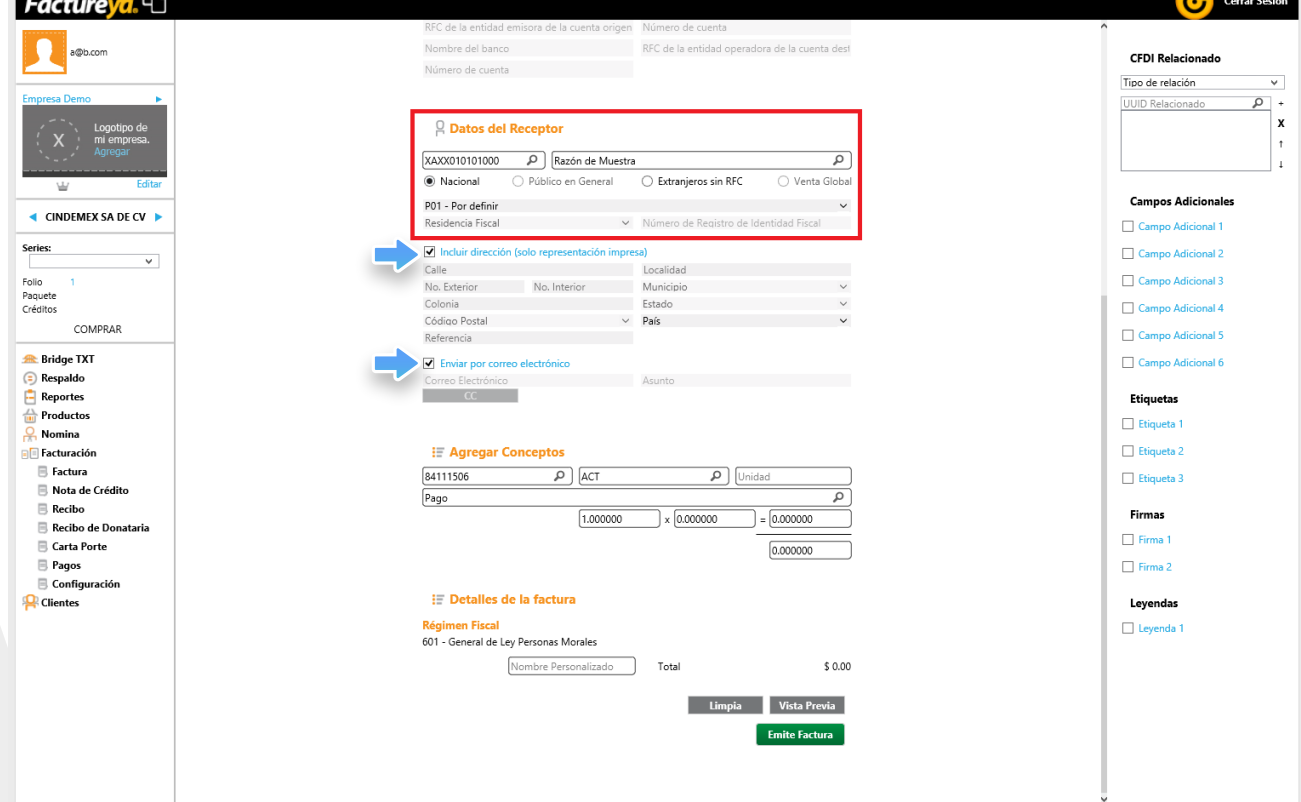 Factureya.
Cerrar Sesión
a@b.com
Empresa Demo
X
Logotipo de
mi empresa.
Agregar
Editar
CINDEMEX SA DE CV
Series:
Folio 1
Paquete
Créditos
COMPRAR
Bridge TXT
Respaldo
Reportes
Productos
Nomina
Facturación
Factura
Nota de Crédito
Recibo
Recibo de Donataria
Carta Porte
Pagos
Configuración
Clientes
RFC de la entidad emisora de la cuenta origen Número de cuenta
Nombre del banco RFC de la entidad operadora de la cuenta dest
Número de cuenta
Datos del Receptor
XAXX010101000 Razón de Muestra
Nacional Público en General Extranjeros sin RFC Venta Global
P01 - Por definir
Residencia Fiscal Número de Registro de Identidad Fiscal
Incluir dirección (solo representación impresa)
Calle Localidad
No. Exterior No. Interior Municipio
Colonia Estado
Código Postal País
Referencia
Enviar por correo electrónico
Correo Electrónico Asunto
CC
Agregar Conceptos
84111506 ACT Unidad
Pago
1.000000 x 0.000000 = 0.000000
0.000000
Detalles de la factura
Régimen Fiscal
601 - General de Ley Personas Morales
Nombre Personalizado Total $ 0.00
Limpia Vista Previa
Emite Factura
CFDI Relacionado
Tipo de relación
UUID Relacionado +
X
↑
↓
Campos Adicionales
Campo Adicional 1
Campo Adicional 2
Campo Adicional 3
Campo Adicional 4
Campo Adicional 5
Campo Adicional 6
Etiquetas
Etiqueta 1
Etiqueta 2
Etiqueta 3
Firmas
Firma 1
Firma 2
Leyendas
Leyenda 1